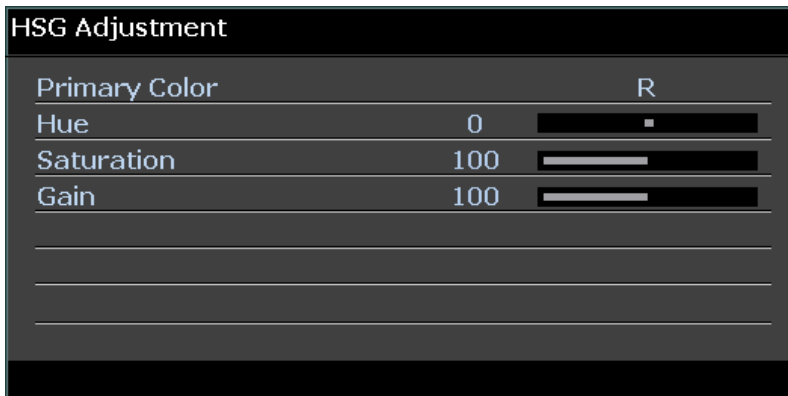 HSG Adjustment
Primary Color R
Hue 0
Saturation 100
Gain 100